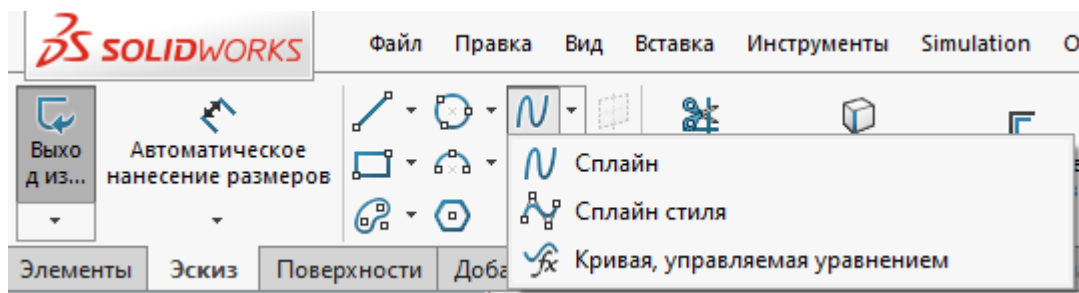 SOLIDWORKS Файл Правка Вид Вставка Инструменты Simulation
Выхо
д из...
Автоматическое
нанесение размеров
Сплайн
Сплайн стиля
Кривая, управляемая уравнением
Элементы Эскиз Поверхности Доба